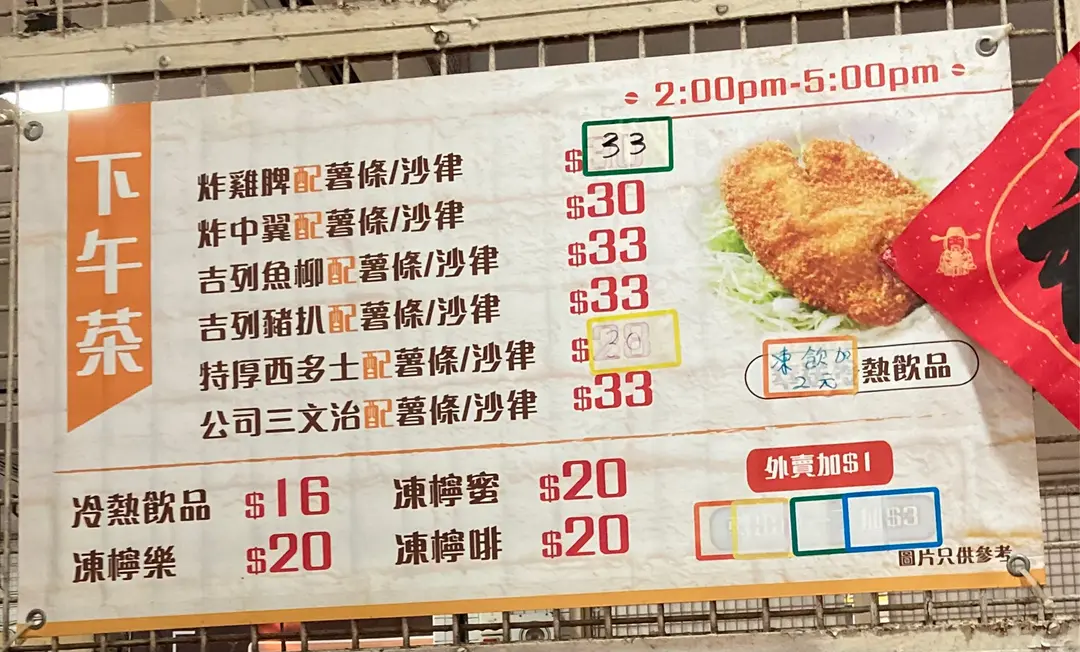 下午茶
2:00pm-5:00pm
炸雞脾配薯條/沙律 $33
炸中翼配薯條/沙律 $30
吉列魚柳配薯條/沙律 $33
吉列豬扒配薯條/沙律 $33
特厚西多士配薯條/沙律 $
公司三文治配薯條/沙律 $33
凍飲加2元
熱飲品
冷熱飲品 $16
凍檸蜜 $20
外賣加$1
凍檸樂 $20
凍檸啡 $20
加$3
圖片只供參考